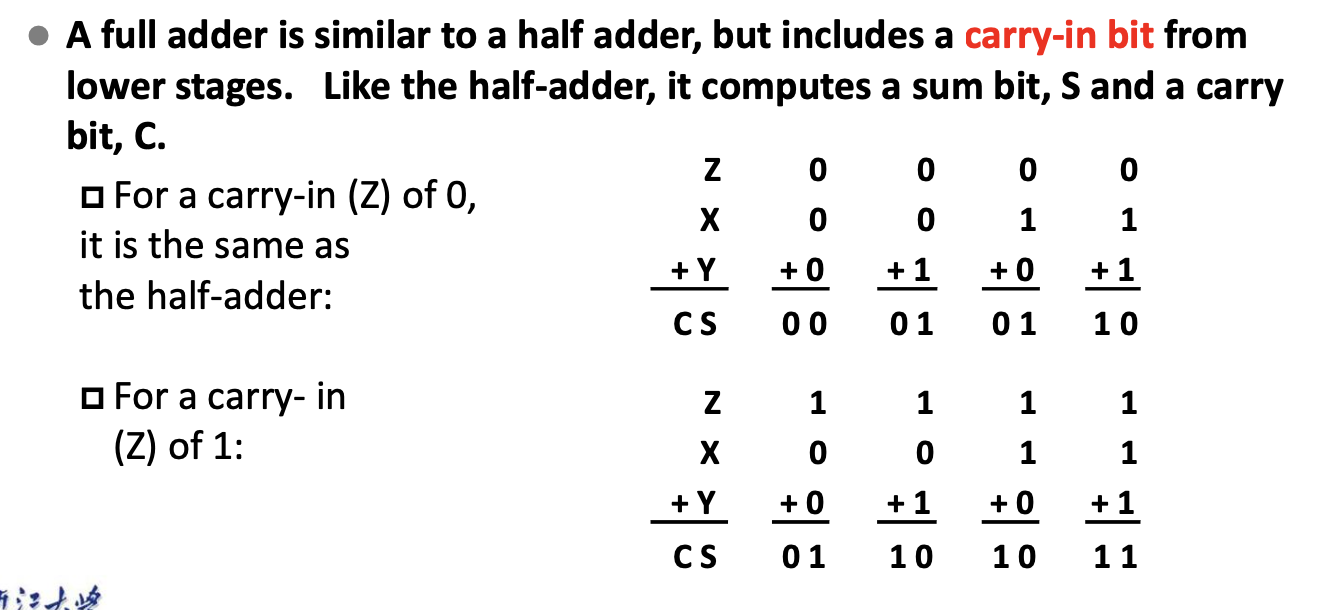 A full adder is similar to a half adder, but includes a carry-in bit from
lower stages. Like the half-adder, it computes a sum bit, S and a carry
bit, C.
For a carry-in (Z) of 0,
it is the same as
the half-adder:
Z 0 0 0 0
X 0 0 1 1
+ Y + 0 + 1 + 0 + 1
C S 0 0 0 1 0 1 1 0
For a carry- in
(Z) of 1:
Z 1 1 1 1
X 0 0 1 1
+ Y + 0 + 1 + 0 + 1
C S 0 1 1 0 1 0 1 1